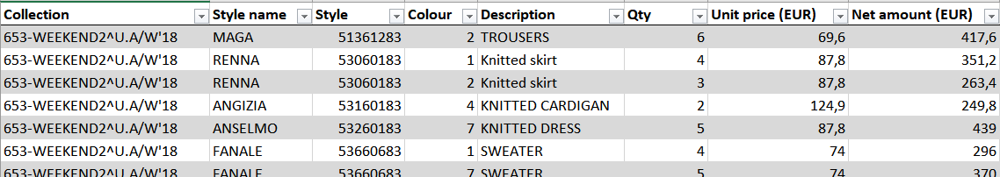 Collection Style name Style Colour Description Qty Unit price (EUR) Net amount (EUR)
653-WEEKEND2^U.A/W'18 MAGA 51361283 2 TROUSERS 6 69,6 417,6
653-WEEKEND2^U.A/W'18 RENNA 53060183 1 Knitted skirt 4 87,8 351,2
653-WEEKEND2^U.A/W'18 RENNA 53060183 2 Knitted skirt 3 87,8 263,4
653-WEEKEND2^U.A/W'18 ANGIZIA 53160183 4 KNITTED CARDIGAN 2 124,9 249,8
653-WEEKEND2^U.A/W'18 ANSELMO 53260183 7 KNITTED DRESS 5 87,8 439
653-WEEKEND2^U.A/W'18 FANALE 53660683 1 SWEATER 4 74 296
653-WEEKEND2^U.A/W'18 FANALE 53660683 7 SWEATER 5 74 370